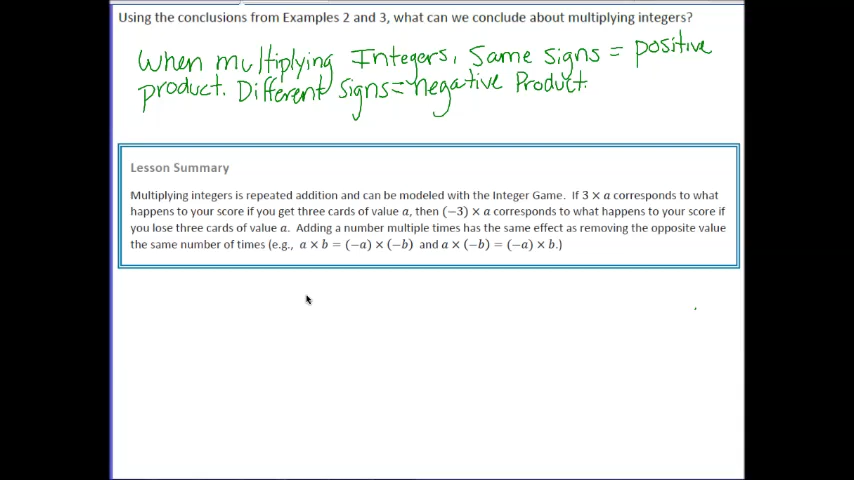 Using the conclusions from Examples 2 and 3, what can we conclude about multiplying integers?
When multiplying Integers, Same Signs = positive
product. Different Signs=negative Product.
Lesson Summary
Multiplying integers is repeated addition and can be modeled with the Integer Game. If 3 × a corresponds to what
happens to your score if you get three cards of value a, then (−3) × a corresponds to what happens to your score if
you lose three cards of value a. Adding a number multiple times has the same effect as removing the opposite value
the same number of times (e.g., a × b = (−a) × (−b) and a × (−b) = (−a) × b.)